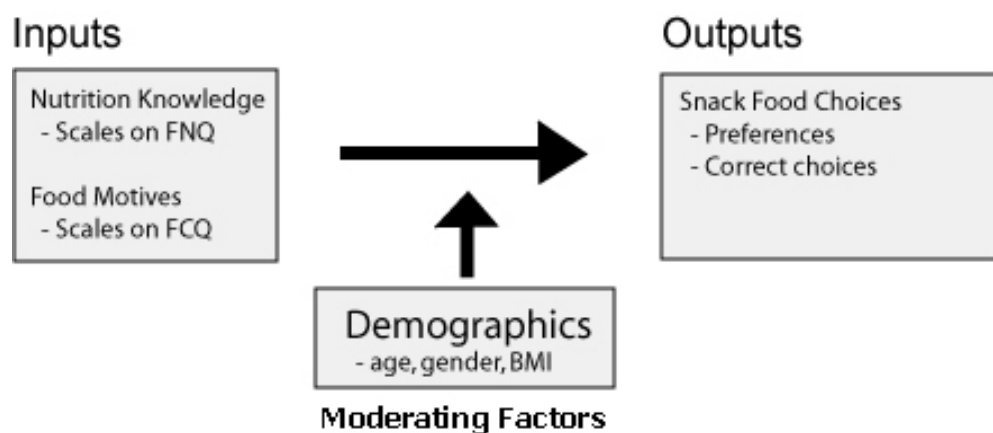 Inputs
Nutrition Knowledge
- Scales on FNQ
Food Motives
- Scales on FCQ
Outputs
Snack Food Choices
- Preferences
- Correct choices
Demographics
- age, gender, BMI
Moderating Factors